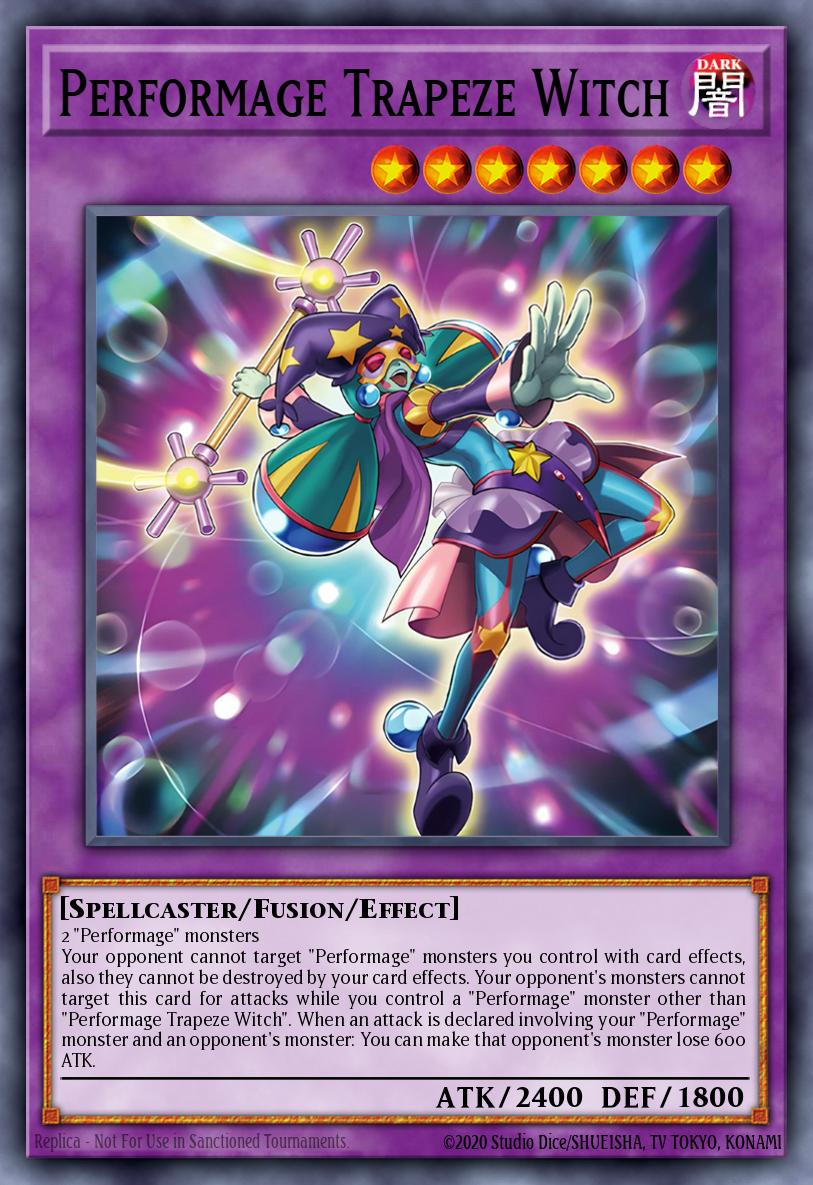 Performage Trapeze Witch
DARK
闇
[Spellcaster/Fusion/Effect]
2 "Performage" monsters
Your opponent cannot target "Performage" monsters you control with card effects,
also they cannot be destroyed by your card effects. Your opponent's monsters cannot
target this card for attacks while you control a "Performage" monster other than
"Performage Trapeze Witch". When an attack is declared involving your "Performage"
monster and an opponent's monster: You can make that opponent's monster lose 600
ATK.
ATK/2400 DEF/1800
Replica - Not For Use in Sanctioned Tournaments.
©2020 Studio Dice/SHUEISHA, TV TOKYO, KONAMI